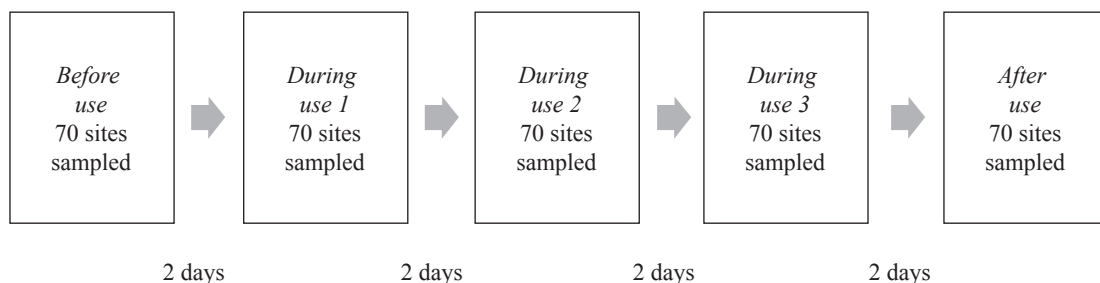 Before
use
70 sites
sampled
During
use 1
70 sites
sampled
During
use 2
70 sites
sampled
During
use 3
70 sites
sampled
After
use
70 sites
sampled
2 days
2 days
2 days
2 days